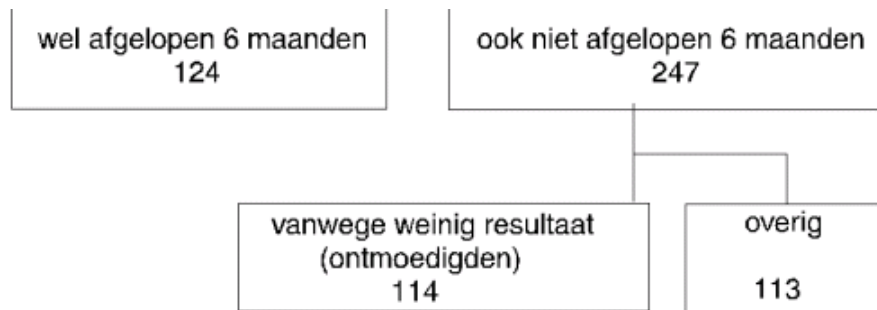 wel afgelopen 6 maanden
124
ook niet afgelopen 6 maanden
247
vanwege weinig resultaat
(ontmoedigden)
114
overig
113